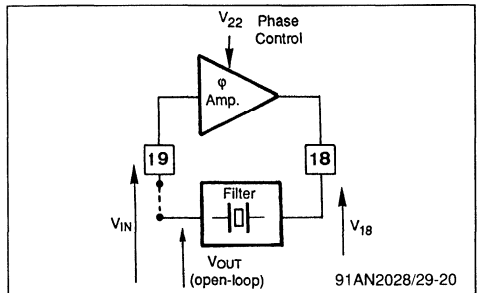 V22 Phase
Control
φ
Amp.
19
18
Filter
VIN
VOUT
(open-loop)
V18
91AN2028/29-20